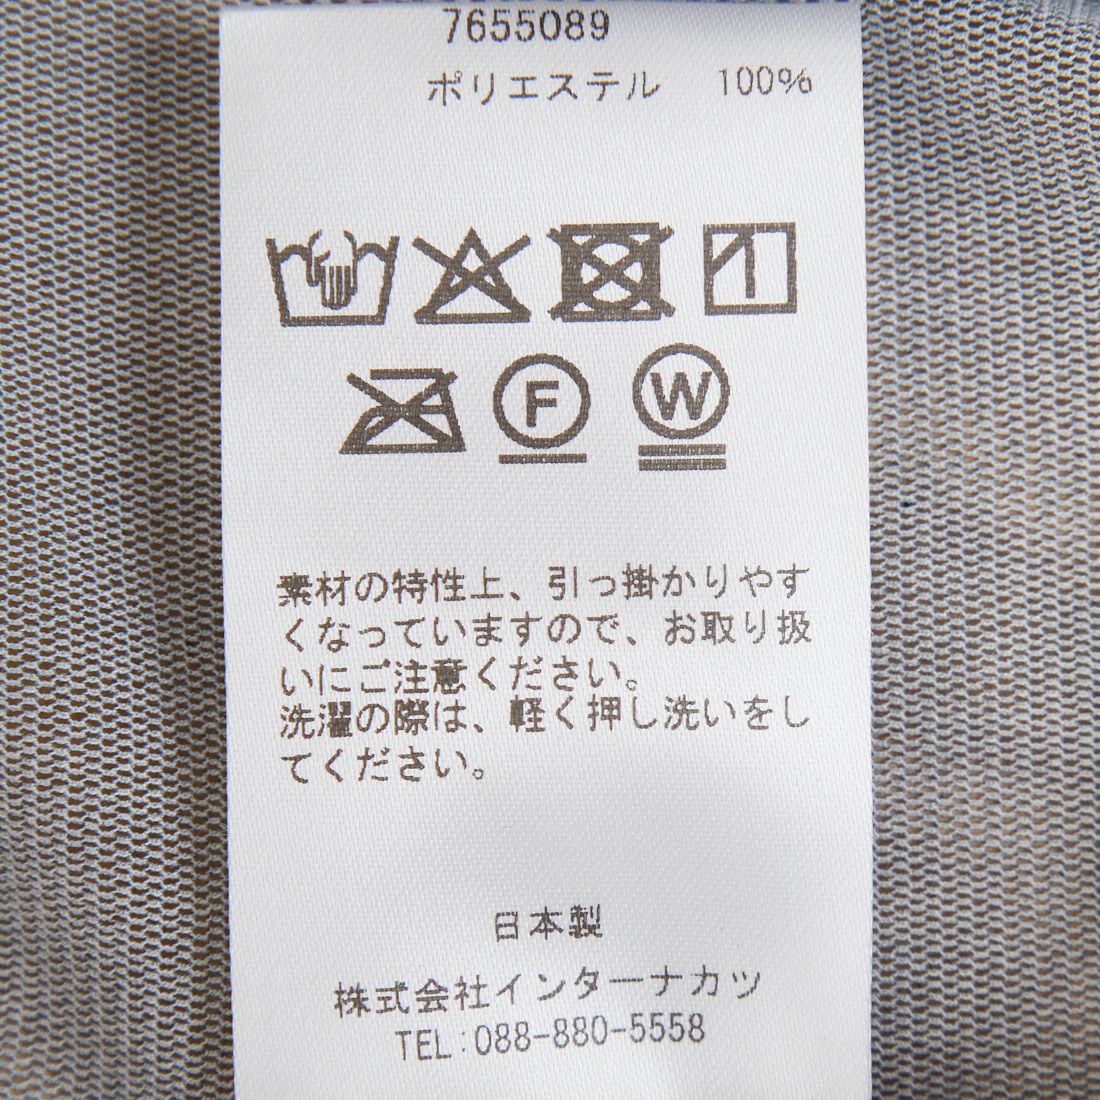 7655089
ポリエステル 100%
F W
素材の特性上、引っ掛かりやす
くなっていますので、お取り扱
いにご注意ください。
洗濯の際は、軽く押し洗いをし
てください。
日本製
株式会社インターナカツ
TEL:088-880-5558